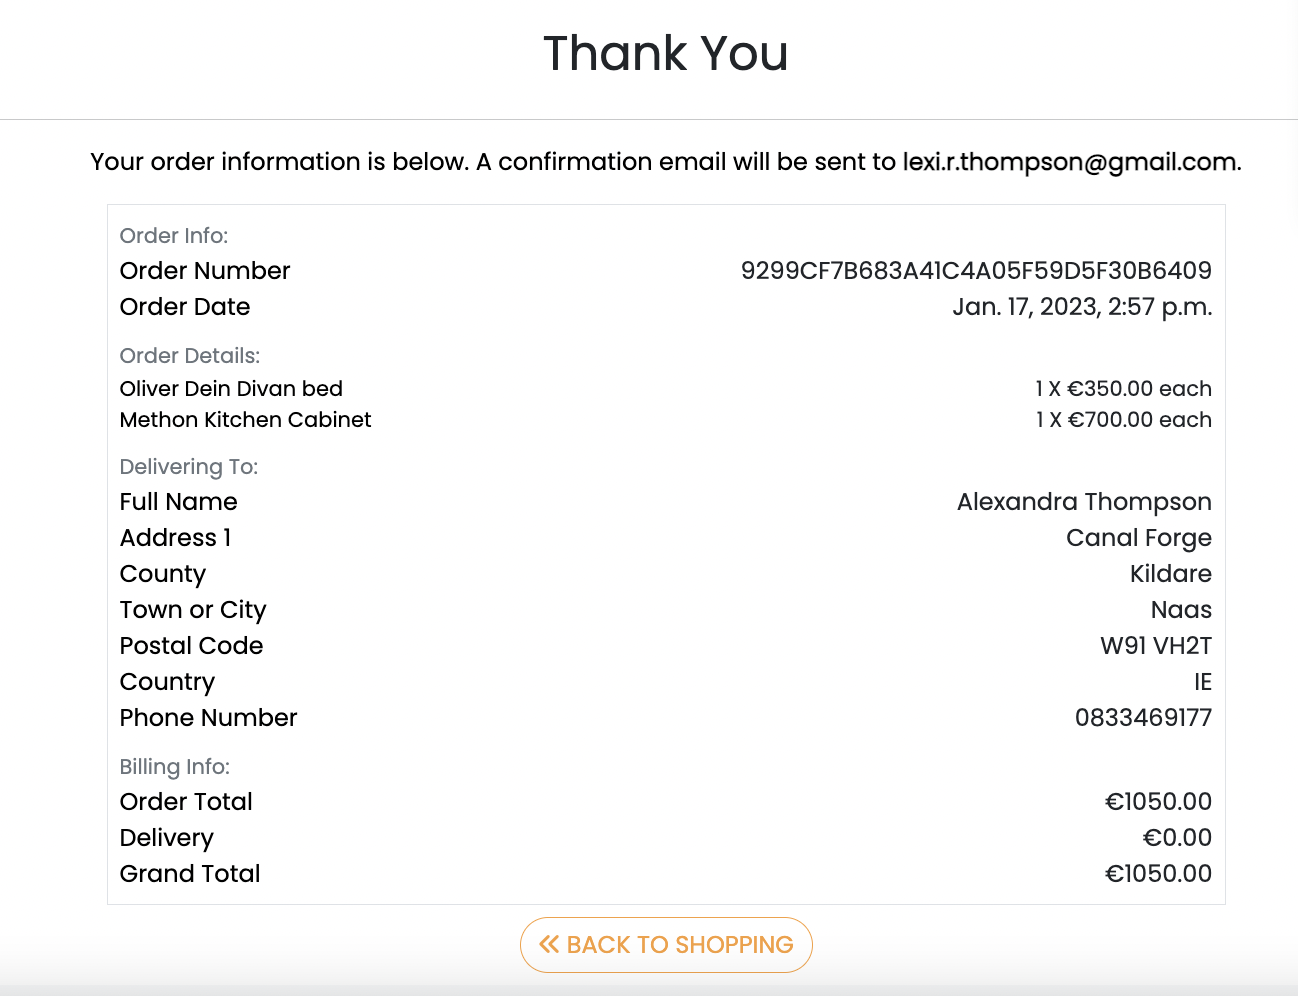 Thank You
Your order information is below. A confirmation email will be sent to lexi.r.thompson@gmail.com.
Order Info:
Order Number 9299CF7B683A41C4A05F59D5F30B6409
Order Date Jan. 17, 2023, 2:57 p.m.
Order Details:
Oliver Dein Divan bed 1 X €350.00 each
Methon Kitchen Cabinet 1 X €700.00 each
Delivering To:
Full Name Alexandra Thompson
Address 1 Canal Forge
County Kildare
Town or City Naas
Postal Code W91 VH2T
Country IE
Phone Number 0833469177
Billing Info:
Order Total €1050.00
Delivery €0.00
Grand Total €1050.00
BACK TO SHOPPING